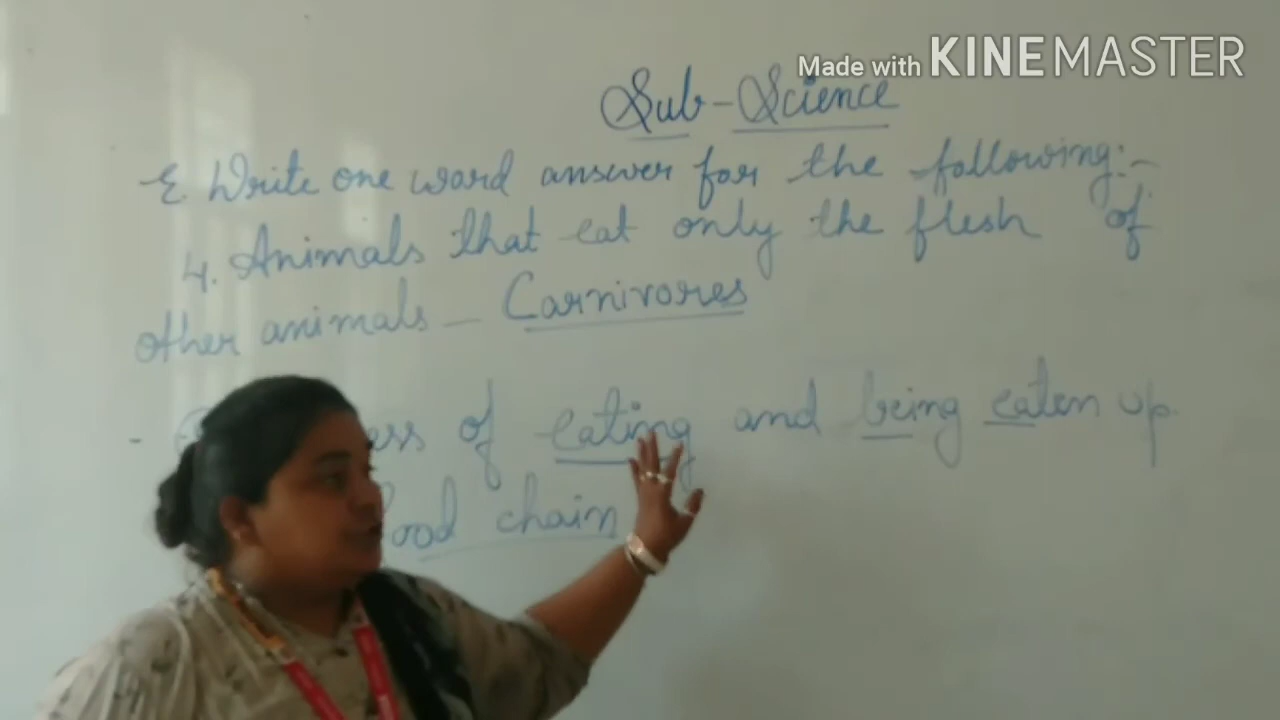 Made with KINEMASTER
Sub-Science
E Write one word answer for the following:-
4. Animals that eat only the flesh of
other animals - Carnivores
of eating and being eaten up
food chain